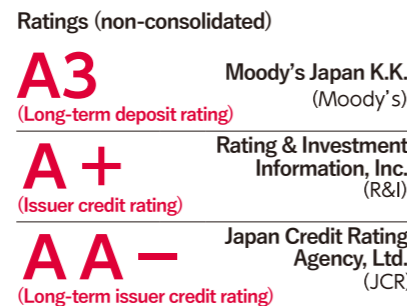 Ratings (non-consolidated)
A3
Moody's Japan K.K.
(Moody's)
(Long-term deposit rating)
A+
Rating & Investment
Information, Inc.
(R&I)
(Issuer credit rating)
AA−
Japan Credit Rating
Agency, Ltd.
(JCR)
(Long-term issuer credit rating)